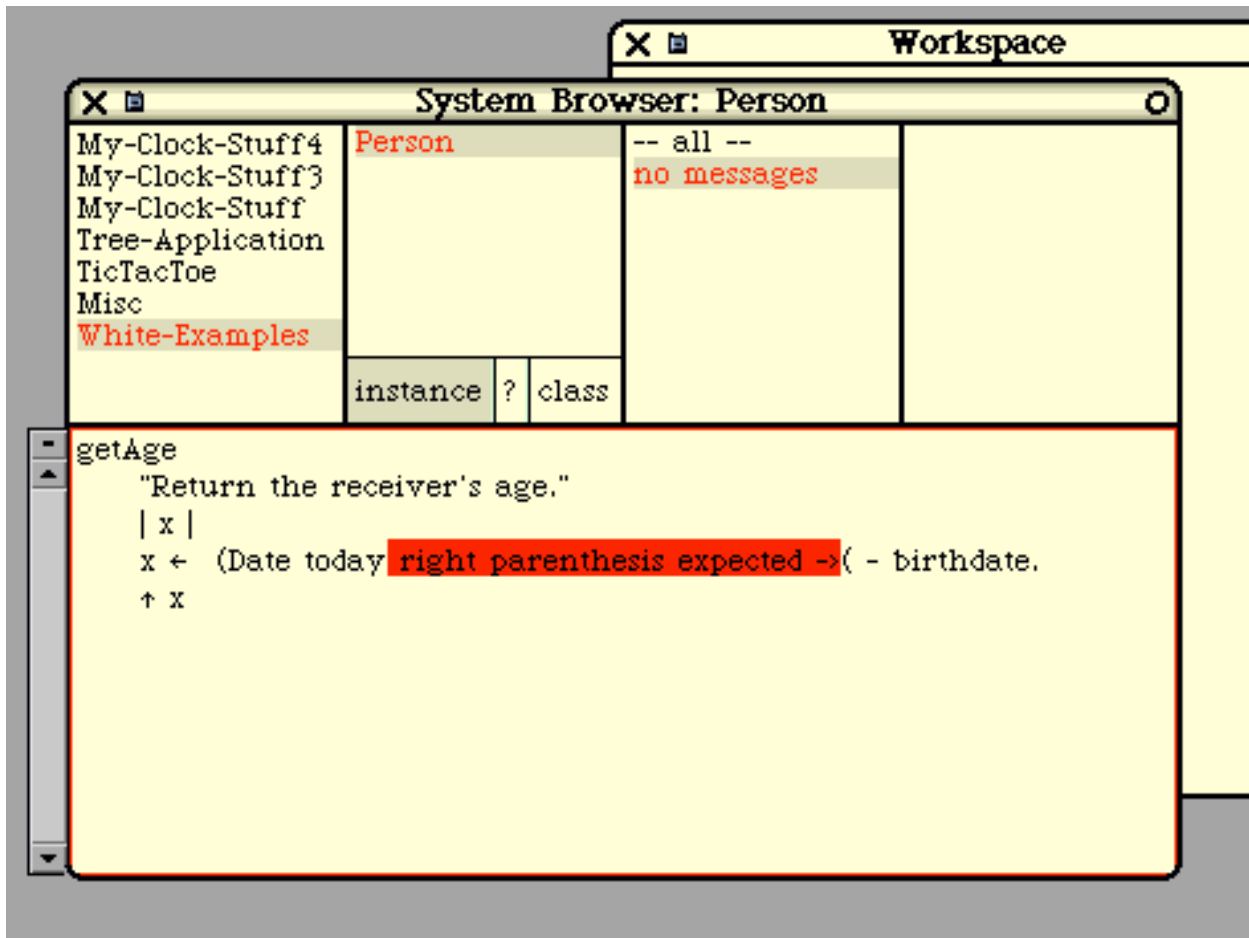 Workspace
System Browser: Person
My-Clock-Stuff4
My-Clock-Stuff3
My-Clock-Stuff
Tree-Application
TicTacToe
Misc
White-Examples
Person
instance ? class
-- all --
no messages
getAge
"Return the receiver's age."
| x |
x ← (Date today right parenthesis expected ->( - birthdate.
↑ x